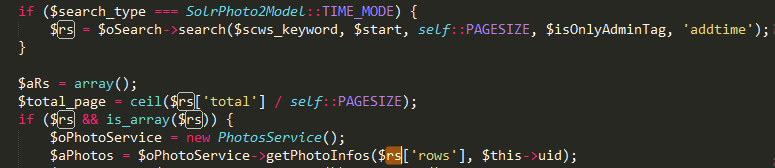 if ($search_type === SolrPhoto2Model::TIME_MODE) {
$rs = $oSearch->search($scws_keyword, $start, self::PAGESIZE, $isOnlyAdminTag, 'addtime');
}
$aRs = array();
$total_page = ceil($rs['total'] / self::PAGESIZE);
if ($rs && is_array($rs)) {
$oPhotoService = new PhotosService();
$aPhotos = $oPhotoService->getPhotoInfos($rs['rows'], $this->uid);